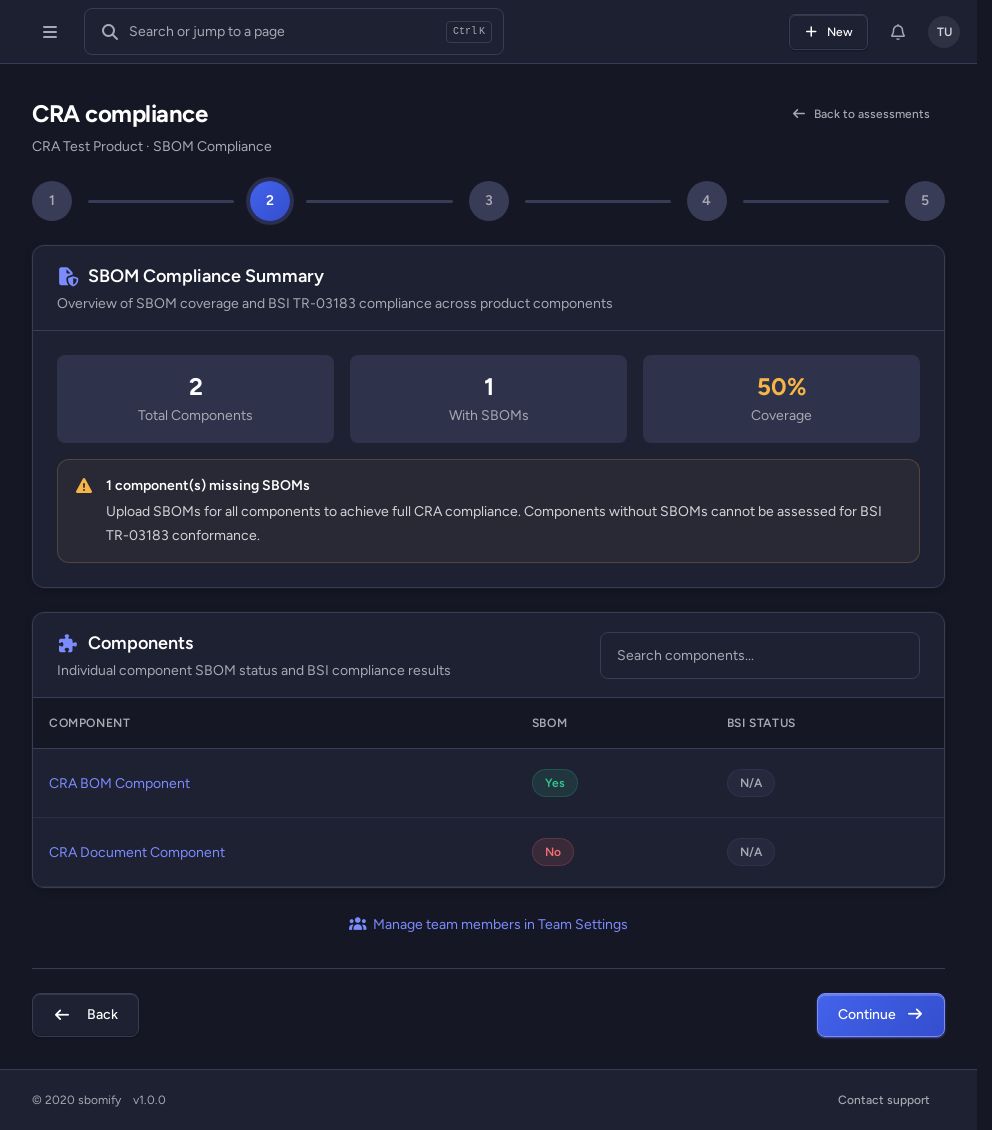 Search or jump to a page
Ctrl K
New
TU
CRA compliance
Back to assessments
CRA Test Product · SBOM Compliance
1
2
3
4
5
SBOM Compliance Summary
Overview of SBOM coverage and BSI TR-03183 compliance across product components
2
Total Components
1
With SBOMs
50%
Coverage
1 component(s) missing SBOMs
Upload SBOMs for all components to achieve full CRA compliance. Components without SBOMs cannot be assessed for BSI
TR-03183 conformance.
Components
Individual component SBOM status and BSI compliance results
Search components...
COMPONENT SBOM BSI STATUS
CRA BOM Component Yes N/A
CRA Document Component No N/A
Manage team members in Team Settings
Back
Continue
© 2020 sbomify v1.0.0
Contact support